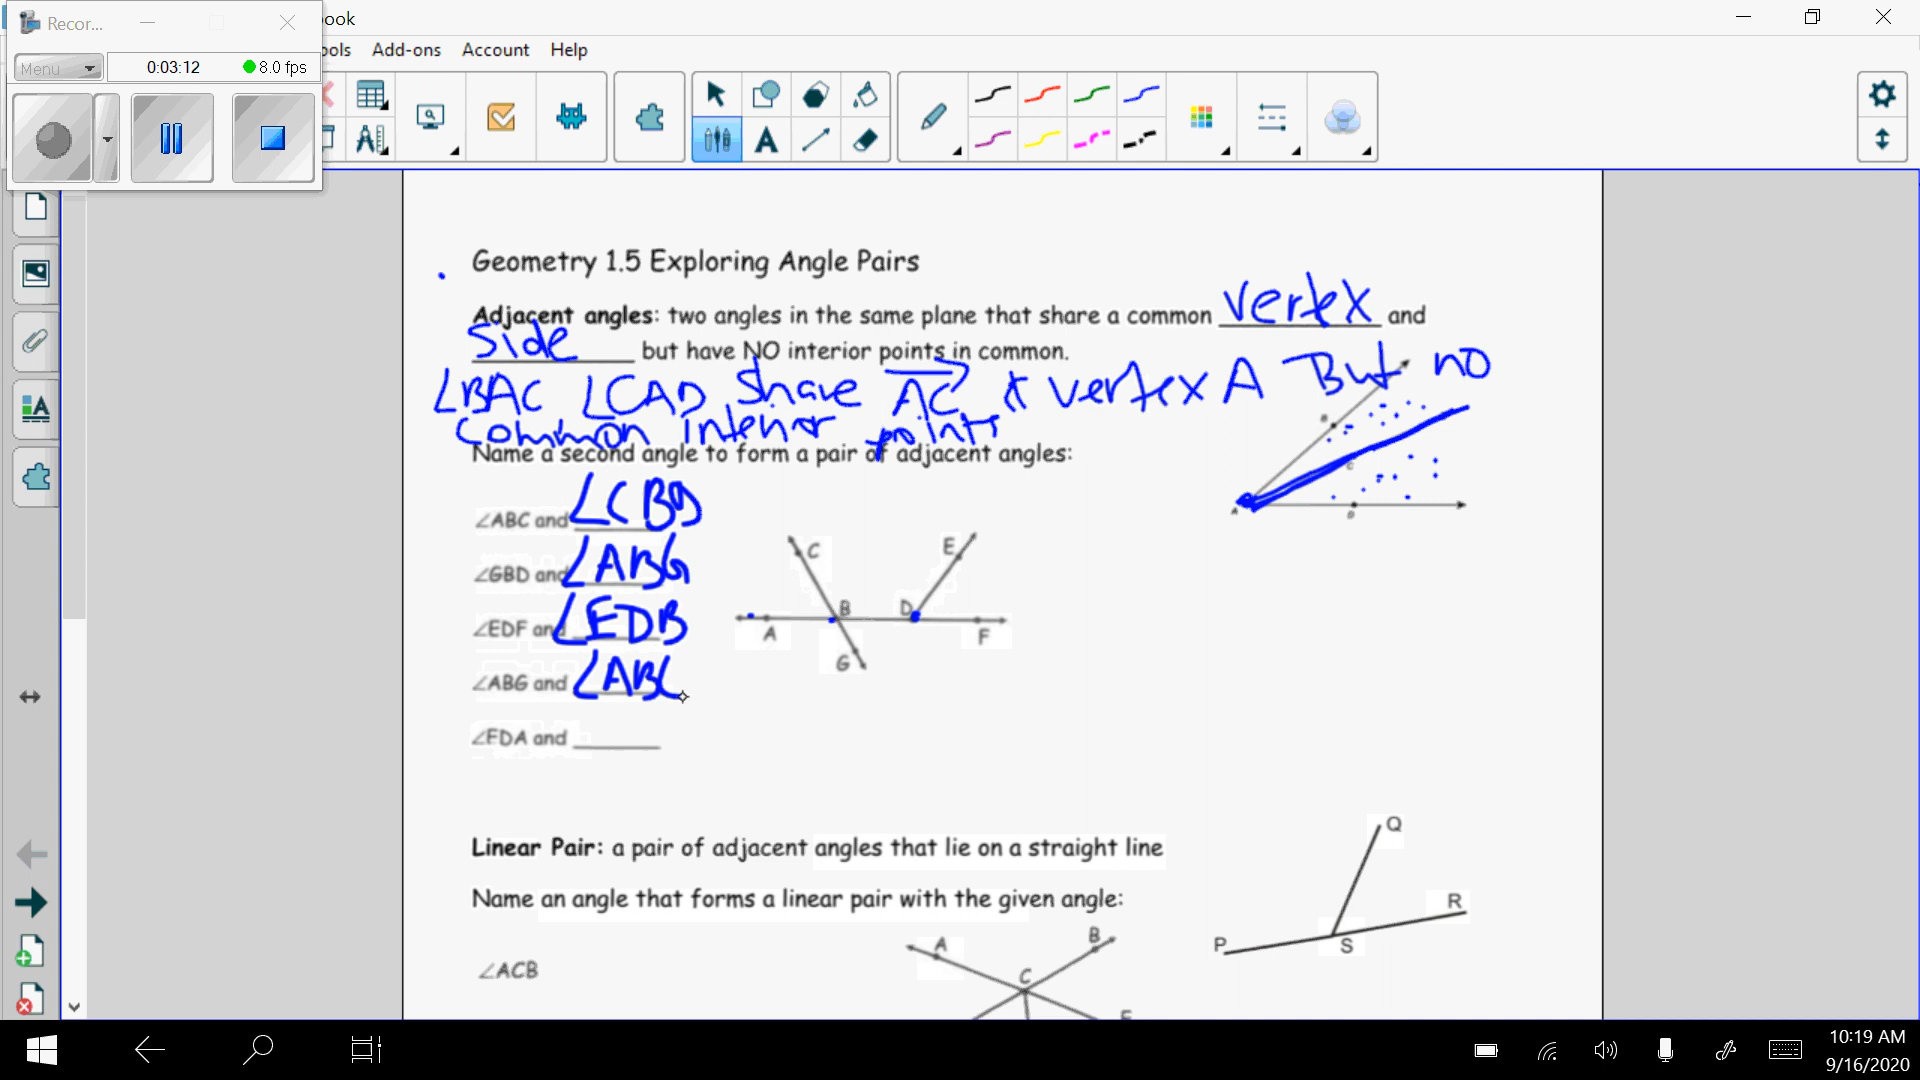 Recor...
book
ools Add-ons Account Help
Menu 0:03:12 8.0 fps
Geometry 1.5 Exploring Angle Pairs
Adjacent angles: two angles in the same plane that share a common vertex and
side but have NO interior points in common.
∠BAC ∠CAD share AC & vertex A But no
common interior points
Name a second angle to form a pair of adjacent angles:
B
C
A
D
∠ABC and ∠CBD
∠GBD and ∠ABG
∠EDF and ∠EDB
∠ABG and ∠ABC
∠EDA and
C E
B D
A F
G
Linear Pair: a pair of adjacent angles that lie on a straight line
Name an angle that forms a linear pair with the given angle:
Q
R
P S
∠ACB
A B
C
10:19 AM
9/16/2020